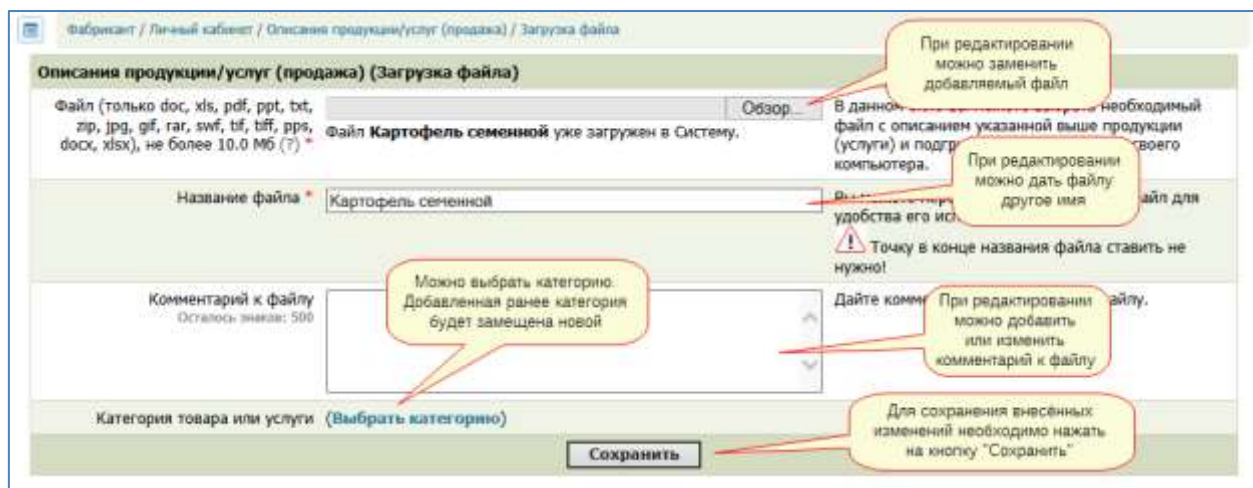 Фабрикант / Личный кабинет / Описания продукции/услуг (продажа) / Загрузка файла
При редактировании
можно заменить
добавляемый файл
Описания продукции/услуг (продажа) (Загрузка файла)
Файл (только doc, xls, pdf, ppt, txt,
zip, jpg, gif, rar, swf, tif, tiff, pps,
docx, xlsx), не более 10.0 Мб (?) *
Обзор...
Файл Картофель семенной уже загружен в Систему.
В данном необходимый
файл с описанием указанной выше продукции
(услуги) и своего
компьютера.
При редактировании
можно дать файлу
другое имя
Название файла *
Картофель семенной
для
удобства его
Точку в конце названия файла ставить не
нужно!
Можно выбрать категорию.
Добавленная ранее категория
будет замещена новой
Комментарий к файлу
Осталось знаков: 500
Дайте файлу.
При редактировании
можно добавить
или изменить
комментарий к файлу
Категория товара или услуги (Выбрать категорию)
Для сохранения внесённых
изменений необходимо нажать
на кнопку "Сохранить"
Сохранить